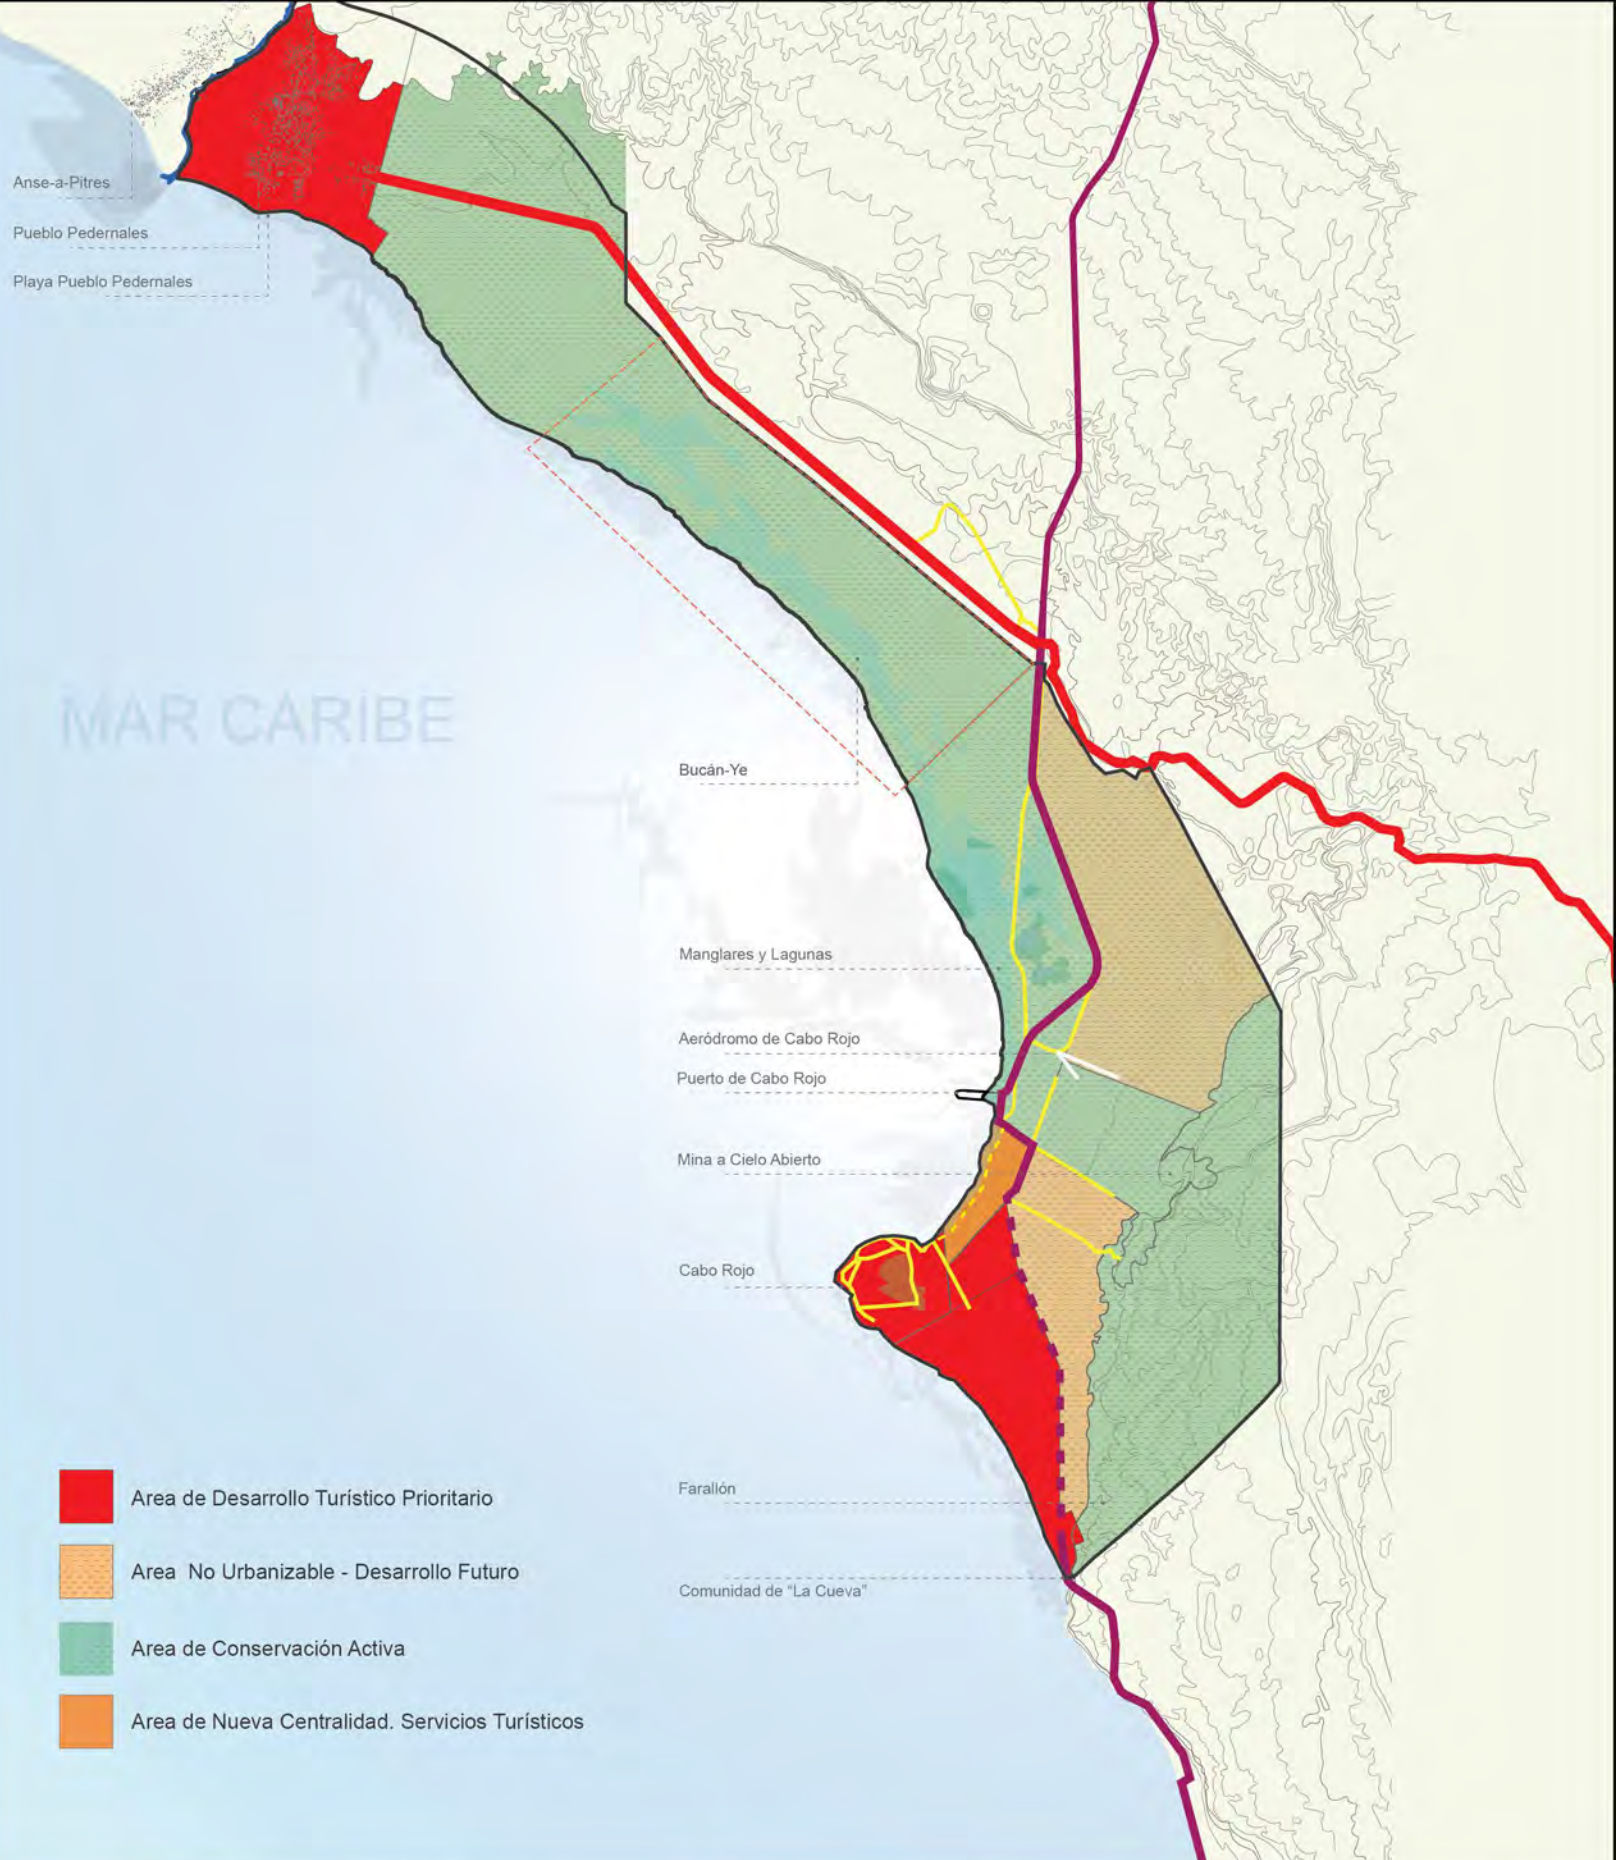 Anse-a-Pitres
Pueblo Pedernales
Playa Pueblo Pedernales
MAR CARIBE
Bucán-Ye
Manglares y Lagunas
Aeródromo de Cabo Rojo
Puerto de Cabo Rojo
Mina a Cielo Abierto
Cabo Rojo
Farallón
Comunidad de “La Cueva”
Area de Desarrollo Turístico Prioritario
Area No Urbanizable - Desarrollo Futuro
Area de Conservación Activa
Area de Nueva Centralidad. Servicios Turísticos